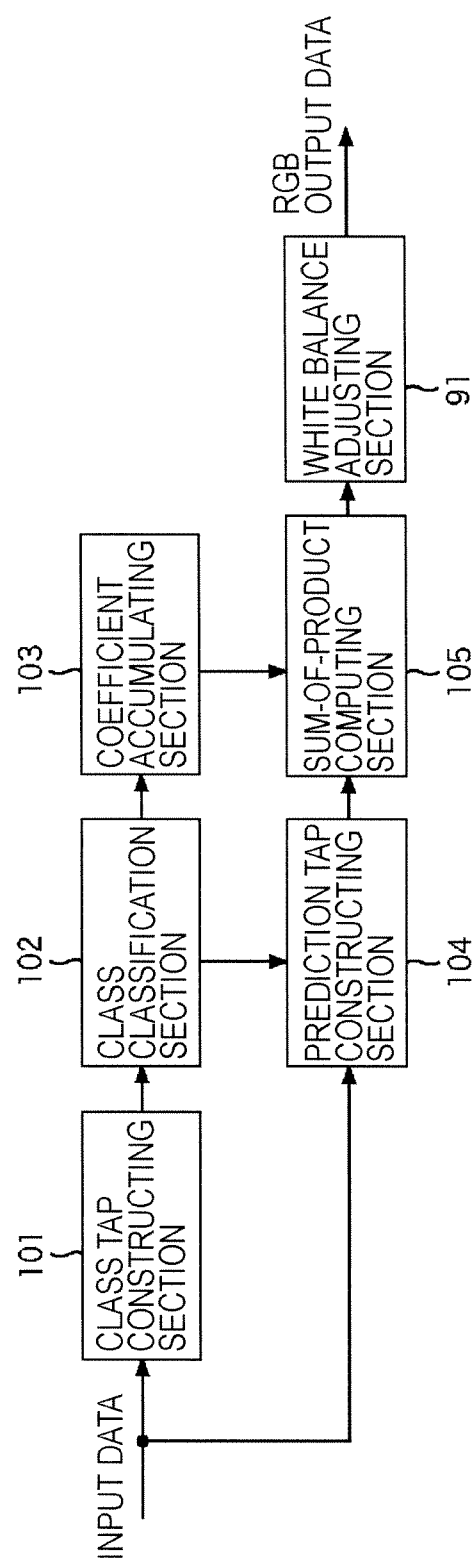 INPUT DATA
101
CLASS TAP
CONSTRUCTING
SECTION
102
CLASS
CLASSIFICATION
SECTION
103
COEFFICIENT
ACCUMULATING
SECTION
PREDICTION TAP
CONSTRUCTING
SECTION
104
SUM-OF-PRODUCT
COMPUTING
SECTION
105
WHITE BALANCE
ADJUSTING
SECTION
91
RGB
OUTPUT DATA